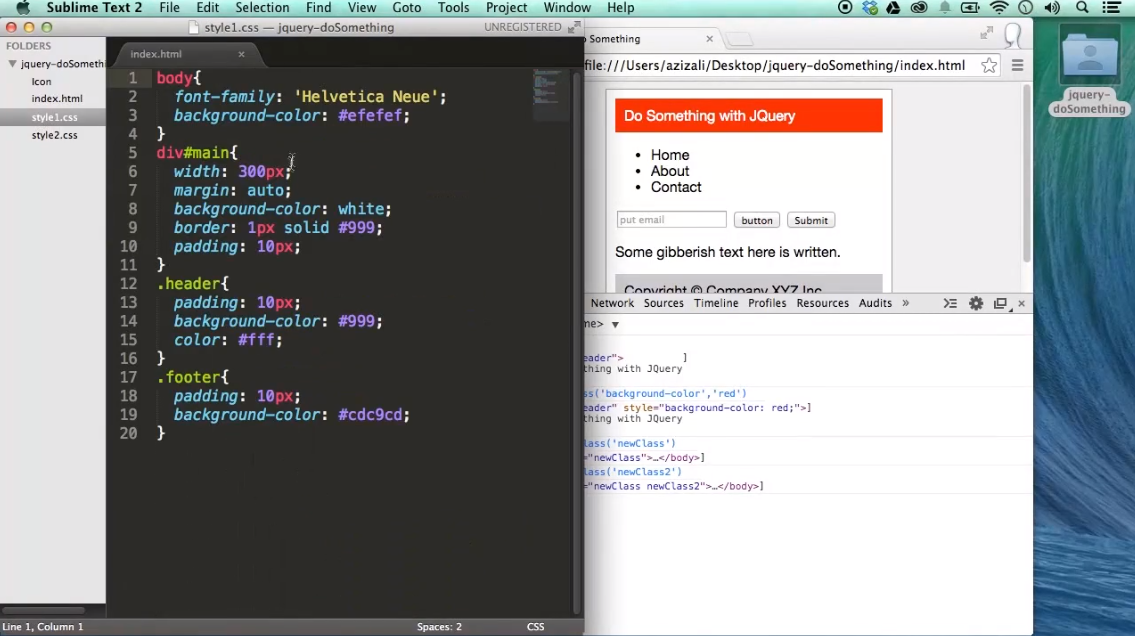 Sublime Text 2 File Edit Selection Find View Goto Tools Project Window Help
style1.css — jquery-doSomething UNREGISTERED
FOLDERS
jquery-doSometh
Icon
index.html
style1.css
style2.css
index.html
1 body{
2 font-family: 'Helvetica Neue';
3 background-color: #efefef;
4 }
5 div#main{
6 width: 300px;
7 margin: auto;
8 background-color: white;
9 border: 1px solid #999;
10 padding: 10px;
11 }
12 .header{
13 padding: 10px;
14 background-color: #999;
15 color: #fff;
16 }
17 .footer{
18 padding: 10px;
19 background-color: #cdc9cd;
20 }
Line 1, Column 1 Spaces: 2 CSS
o Something
file:///Users/azizali/Desktop/jquery-doSomething/index.html
Do Something with JQuery
• Home
• About
• Contact
put email button Submit
Some gibberish text here is written.
Copyright © Company XYZ Inc
Network Sources Timeline Profiles Resources Audits »
me> ▼
eader"> ]
thing with JQuery
ss('background-color','red')
eader" style="background-color: red;">]
thing with JQuery
lass('newClass')
="newClass">…</body>]
lass('newClass2')
="newClass newClass2">…</body>]
jquery-
doSomething